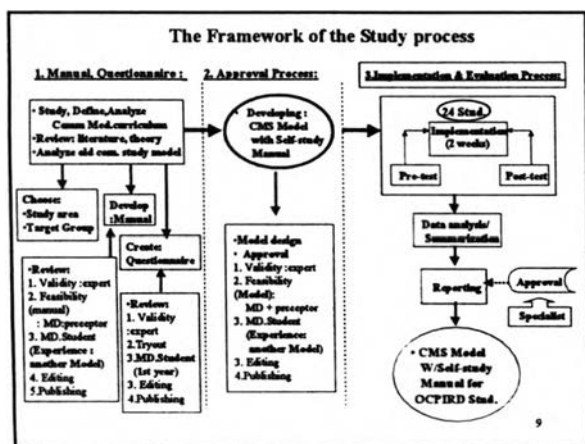 The Framework of the Study process
1. Manual, Questionnaire :
• Study, Define,Analyze
Comm Med.curriculum
•Review: literature, theory
•Analyze old com. study model
Choose:
•Study area
•Target Group
Develop
:Manual
Create:
Questionnaire
•Review:
1. Validity :expert
2. Feasibility
(manual)
: MD:preceptor
3. MD.Student
(Experience :
another Model)
4. Editing
5.Publishing
Review:
1. Validity
:expert
2. Tryout
3.MD.Student
(1st year)
3. Editing
4.Publishing
2. Approval Process:
Developing :
CMS Model
with Self-study
Manual
•Model design
• Approval
1. Validity :expert
2. Feasibility
(Model):
MD + preceptor
3. MD.Student
(Experience:
another Model)
3. Editing
4. Publishing
3.Implementation & Evaluation Process:
24 Stud.
Implementation
(2 weeks)
Pre-test
Post-test
Data analysis/
Summarization
Reporting
Approval
Specialist
• CMS Model
W/Self-study
Manual for
OCPIRD Stud.
9